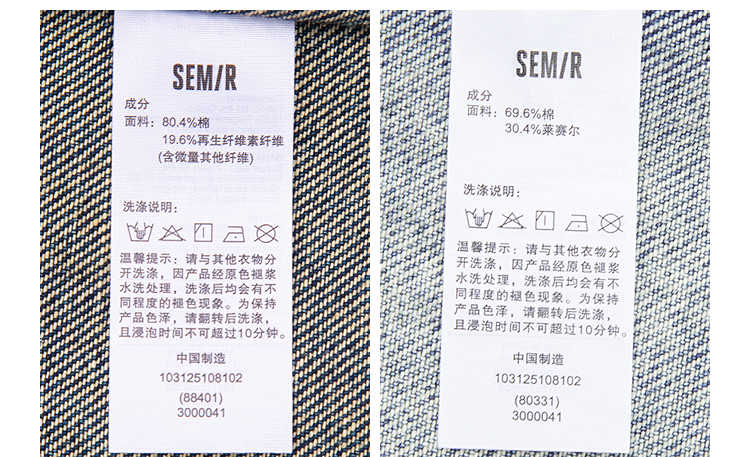 SEM/R
成分
面料：80.4%棉
19.6%再生纤维素纤维
(含微量其他纤维)
洗涤说明：
温馨提示：请与其他衣物分
开洗涤，因产品经原色褪浆
水洗处理，洗涤后均会有不
同程度的褪色现象。为保持
产品色泽，请翻转后洗涤，
且浸泡时间不可超过10分钟。
中国制造
103125108102
(88401)
3000041
SEM/R
成分
面料：69.6%棉
30.4%莱赛尔
洗涤说明：
温馨提示：请与其他衣物分
开洗涤，因产品经原色褪浆
水洗处理，洗涤后均会有不
同程度的褪色现象。为保持
产品色泽，请翻转后洗涤，
且浸泡时间不可超过10分钟。
中国制造
103125108102
(80331)
3000041